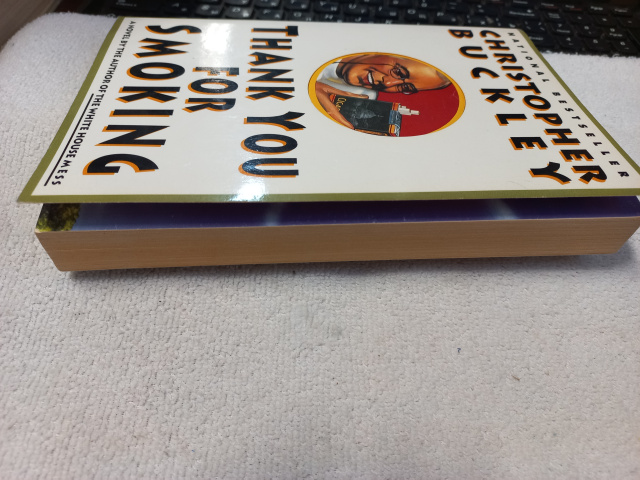 NATIONAL BESTSELLER
CHRISTOPHER
BUCKLEY
THANK YOU
FOR
SMOKING
A NOVEL BY THE AUTHOR OF THE WHITE HOUSE MESS